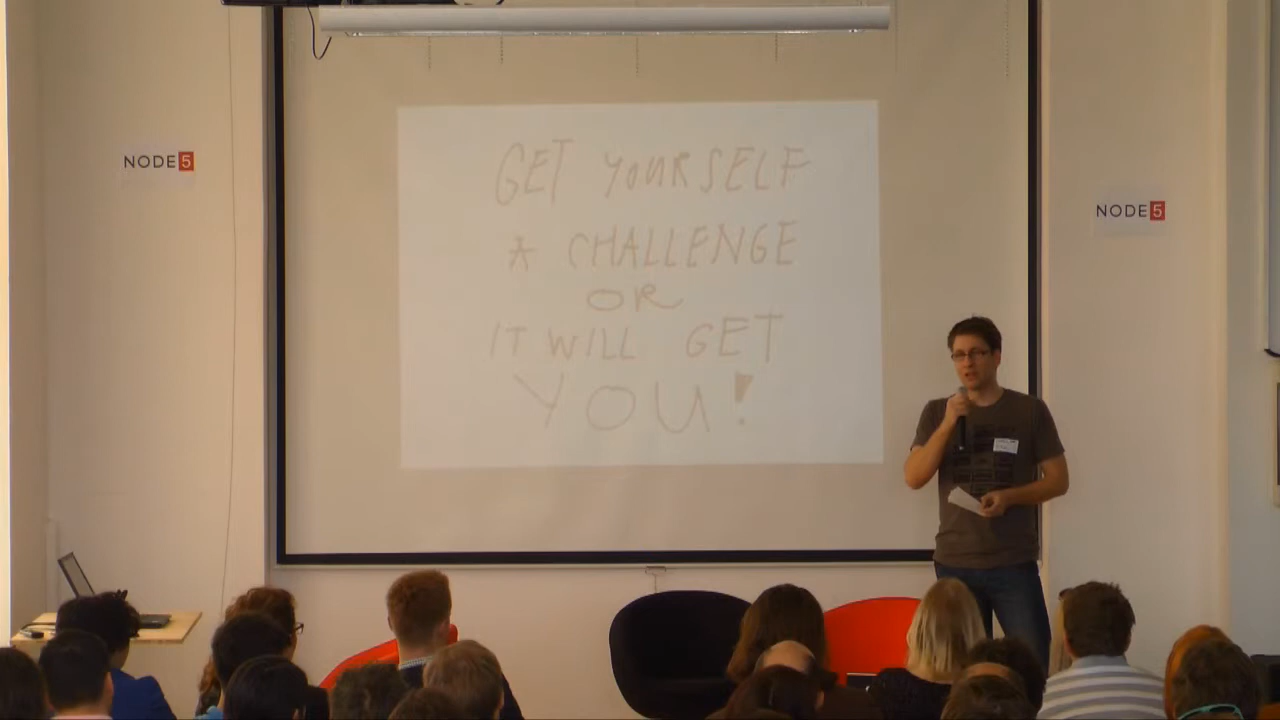 NODE5
GET YOURSELF
A CHALLENGE
OR
IT WILL GET
YOU!
NODE5